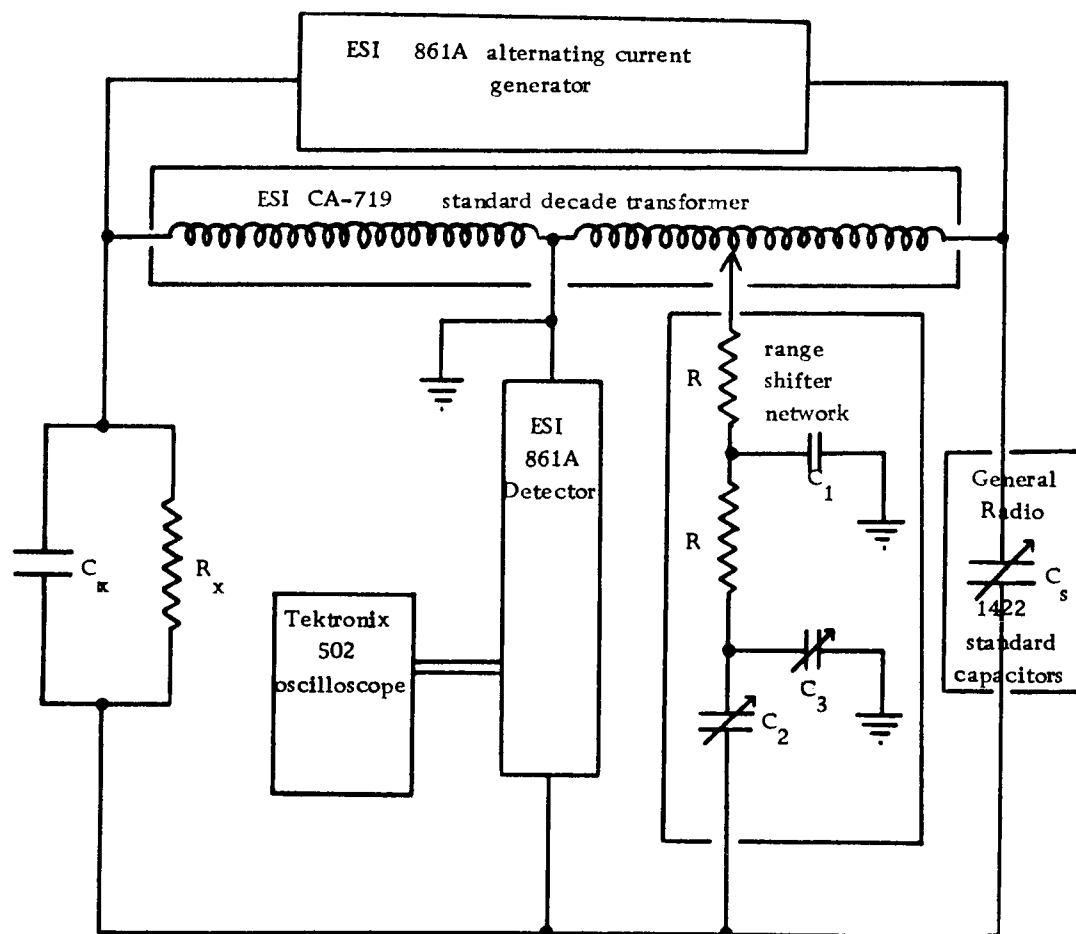 ESI 861A alternating current
generator
ESI CA-719 standard decade transformer
R
range
shifter
network
C1
ESI
861A
Detector
R
General
Radio
Cs
1422
standard
capacitors
Cx
Rx
Tektronix
502
oscilloscope
C3
C2